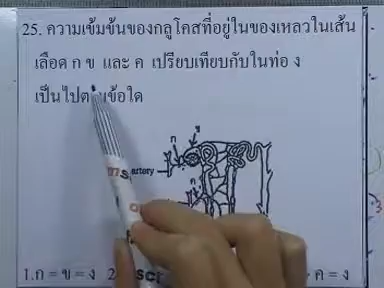 25. ความเข้มข้นของกลูโคสที่อยู่ในของเหลวในเส้น
เลือด ก ข และ ค เปรียบเทียบกับในท่อ ง
เป็นไปตามข้อใด
ก
ข
artery
ค
1.ก = ข = ง 2
ค = ง